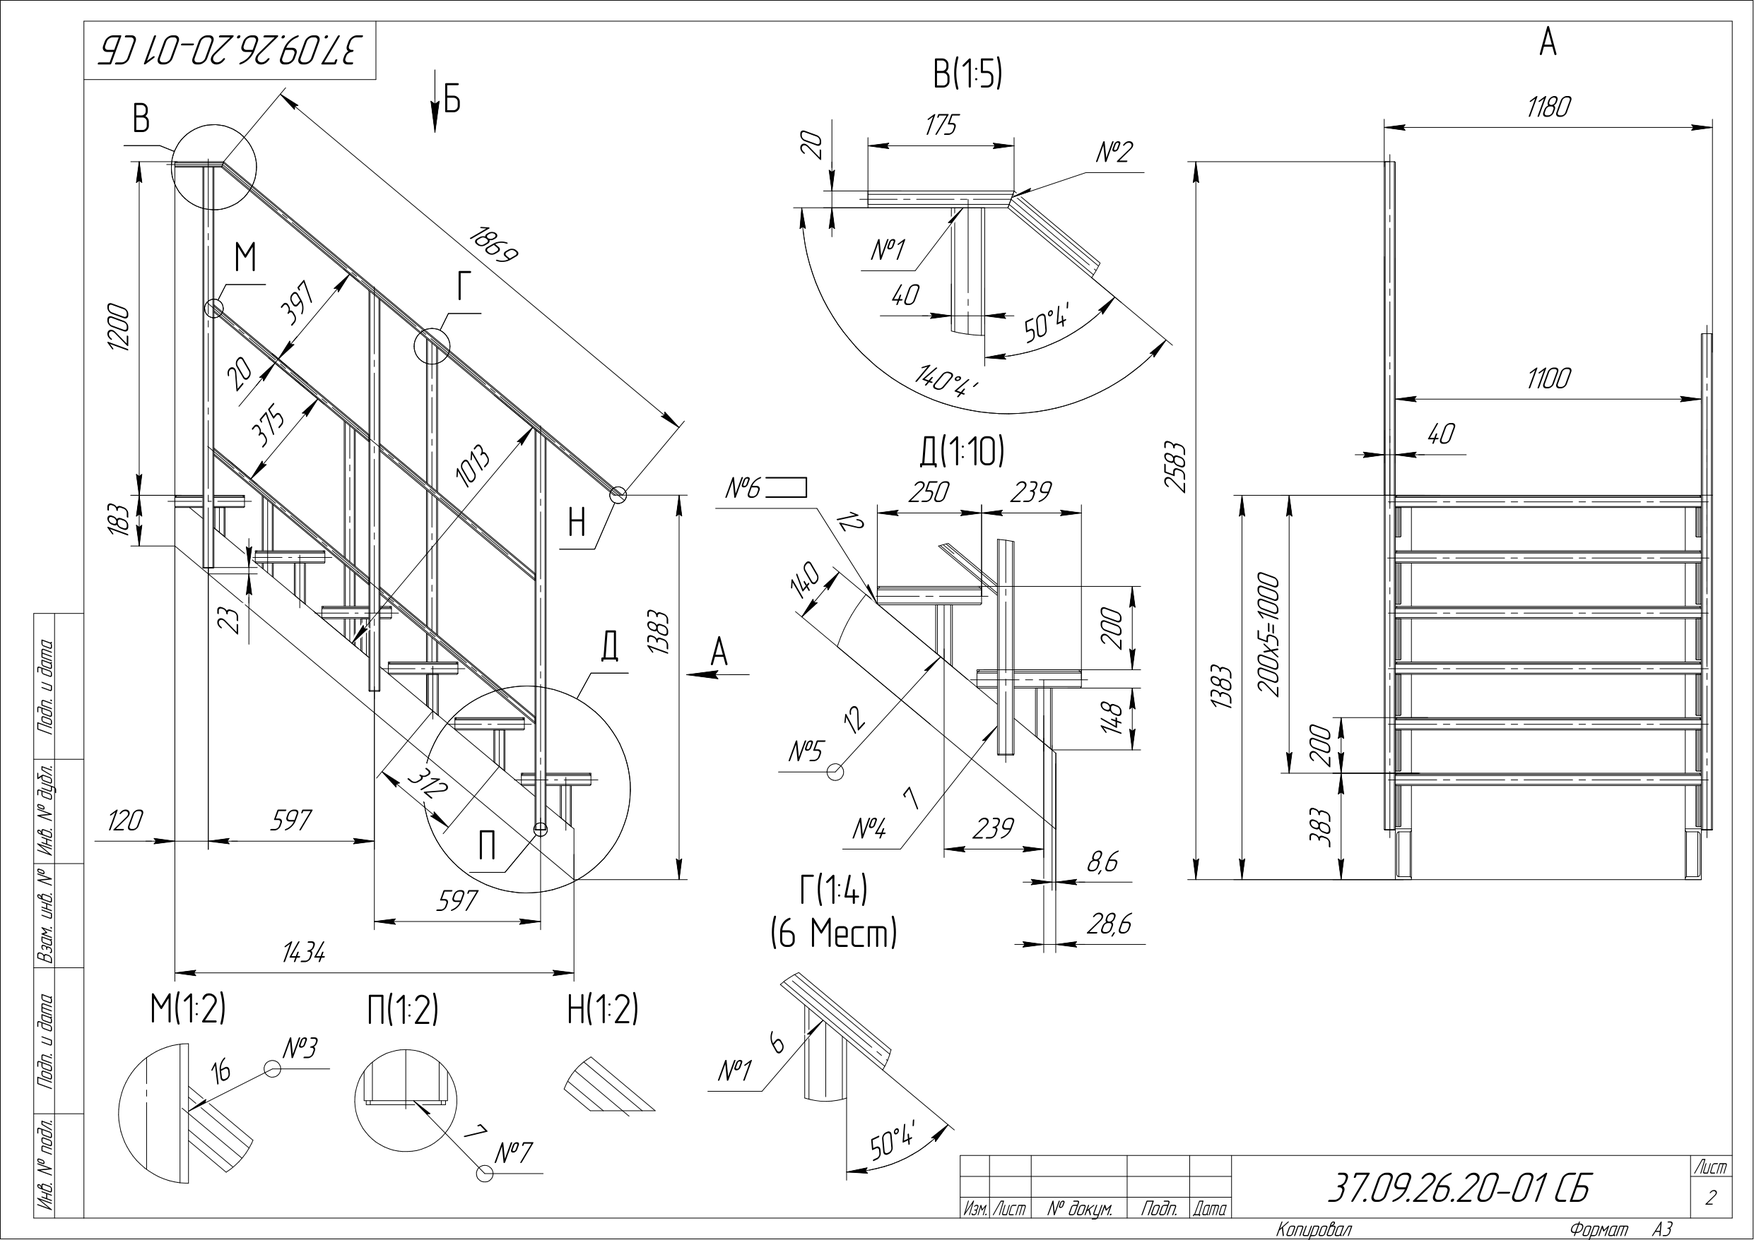 37.09.26.20-01 СБ
Б
В
1869
1200
М
397
Г
20
375
1013
Н
183
23
1383
Д
А
312
120
597
П
597
1434
В(1:5)
175
20
№2
№1
40
50°4'
140°4'
Д(1:10)
№6
250
239
12
140
200
12
148
№5
7
№4
239
8,6
28,6
Г(1:4)
(6 Мест)
6
№1
50°4'
А
1180
2583
1100
40
1383
200х5=1000
200
383
М(1:2)
16
№3
П(1:2)
7
№7
Н(1:2)
Подп. и дата
Инв. № дубл.
Взам. инв. №
Подп. и дата
Инв. № подл.
Изм. Лист № докум. Подп. Дата
37.09.26.20-01 СБ
Лист
2
Копировал Формат А3